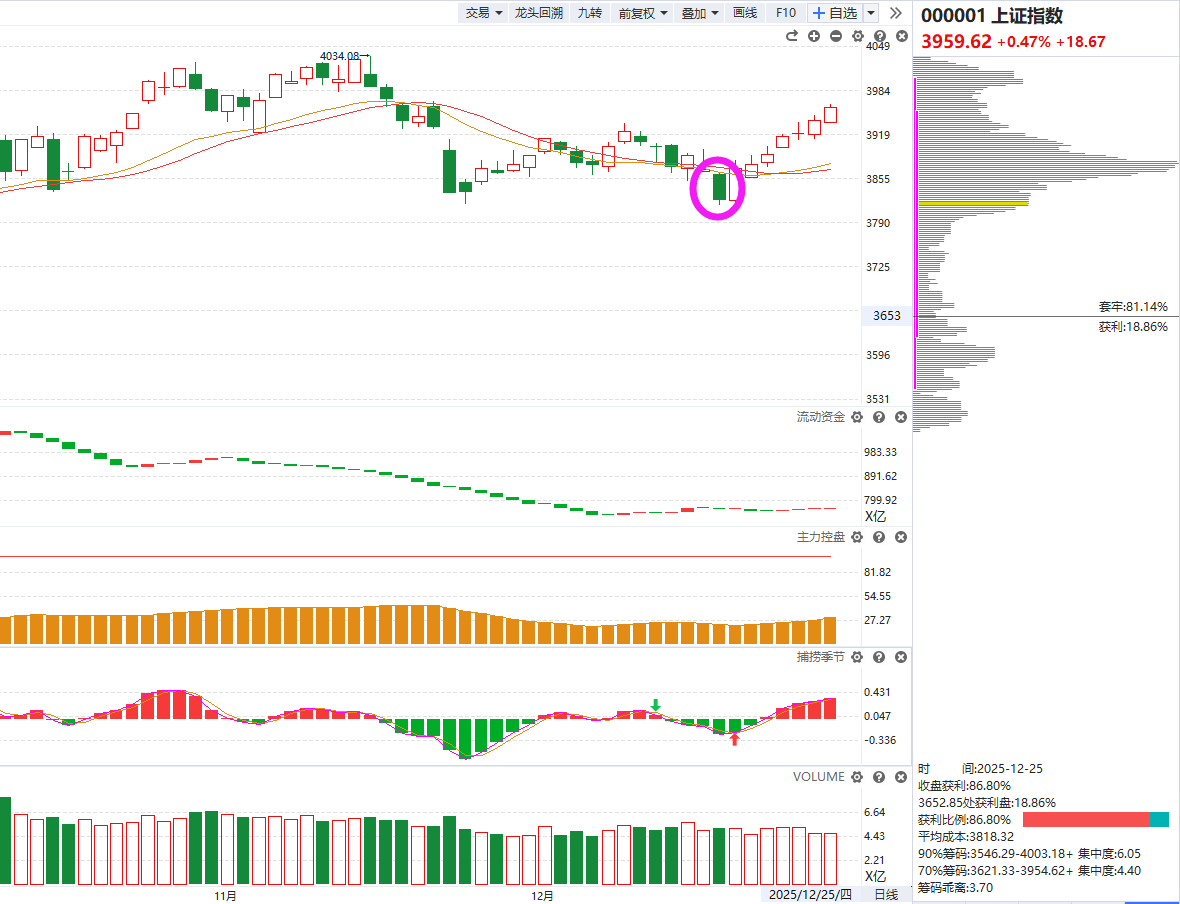 交易 龙头回溯 九转 前复权 叠加 画线 F10 +自选
000001 上证指数
3959.62 +0.47% +18.67
4034.08
4049
3984
3919
3855
3790
3725
3653
3596
3531
套牢:81.14%
获利:18.86%
流动资金
983.33
891.62
799.92
X亿
主力控盘
81.82
54.55
27.27
捕捞季节
0.431
0.047
-0.336
VOLUME
6.64
4.43
2.21
X亿
11月 12月 2025/12/25/四 日线
时 间:2025-12-25
收盘获利:86.80%
3652.85处获利盘:18.86%
获利比例:86.80%
平均成本:3818.32
90%筹码:3546.29-4003.18+ 集中度:6.05
70%筹码:3621.33-3954.62+ 集中度:4.40
筹码乖离:3.70